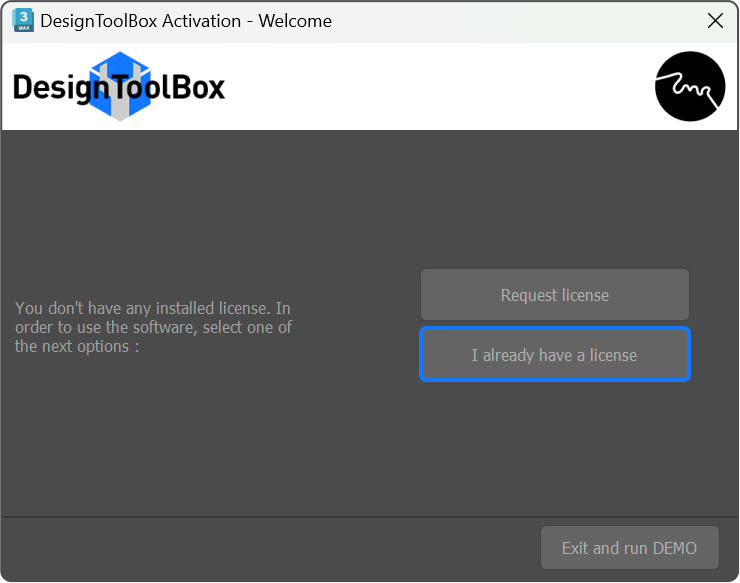 3
MAX
DesignToolBox Activation - Welcome
DesignToolBox
Request license
You don't have any installed license. In
order to use the software, select one of
the next options :
I already have a license
Exit and run DEMO